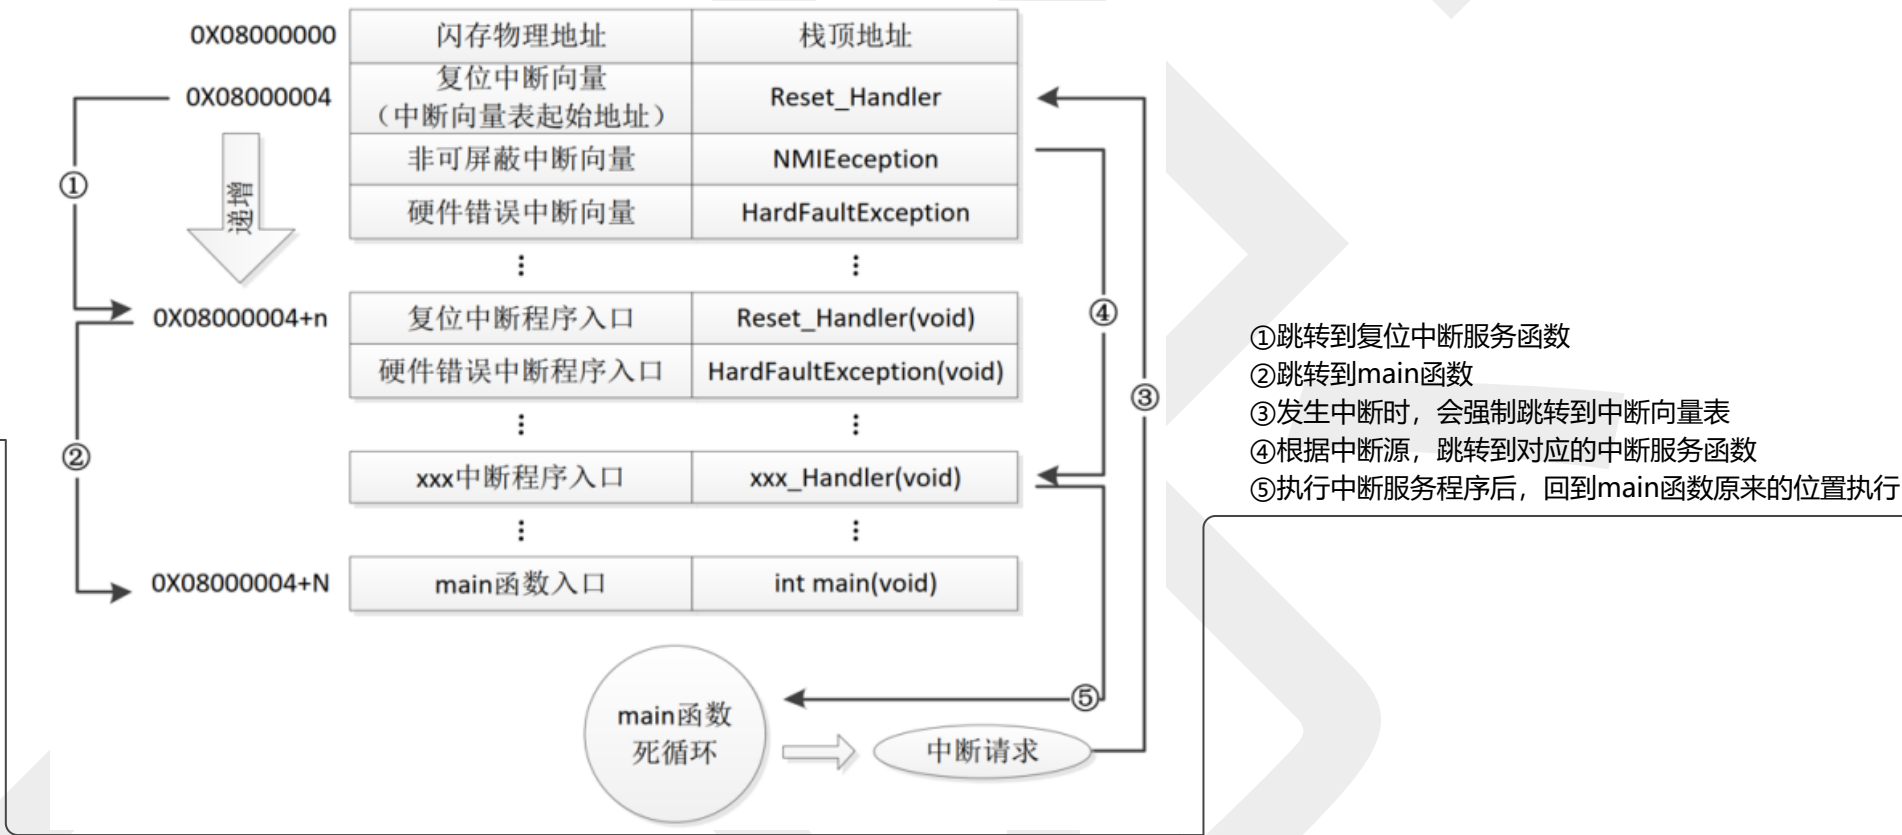 0X08000000 闪存物理地址 栈顶地址
0X08000004 复位中断向量
（中断向量表起始地址） Reset_Handler
非可屏蔽中断向量 NMIEeception
硬件错误中断向量 HardFaultException
①
递增
⋮ ⋮
0X08000004+n 复位中断程序入口 Reset_Handler(void)
④
硬件错误中断程序入口 HardFaultException(void)
③
⋮ ⋮
②
xxx中断程序入口 xxx_Handler(void)
⋮ ⋮
0X08000004+N main函数入口 int main(void)
⑤
main函数
死循环
中断请求
①跳转到复位中断服务函数
②跳转到main函数
③发生中断时，会强制跳转到中断向量表
④根据中断源，跳转到对应的中断服务函数
⑤执行中断服务程序后，回到main函数原来的位置执行